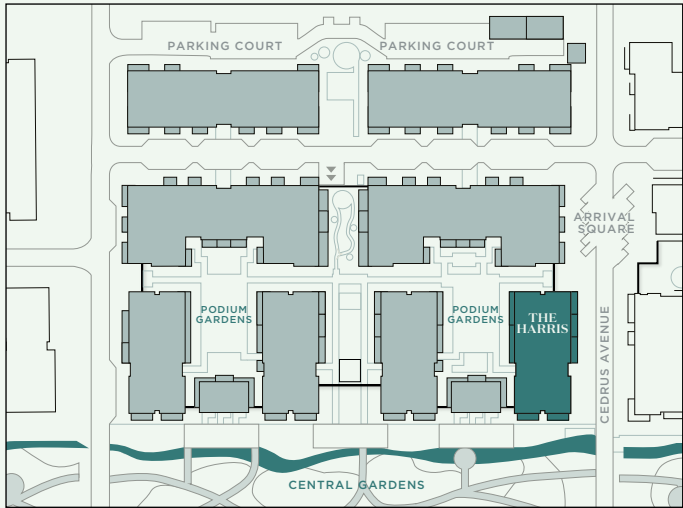 PARKING COURT
PARKING COURT
ARRIVAL
SQUARE
PODIUM
GARDENS
PODIUM
GARDENS
THE
HARRIS
CEDRUS AVENUE
CENTRAL GARDENS